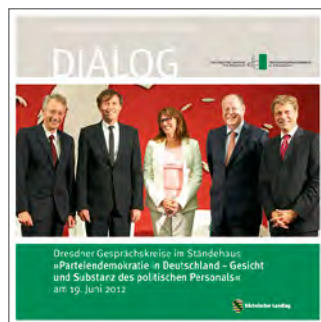 DIALOG
Dresdner Gesprächskreise im Ständehaus
»Parteiendemokratie in Deutschland – Gesicht
und Substanz des politischen Personals«
am 19. Juni 2012
Sächsischer Landtag